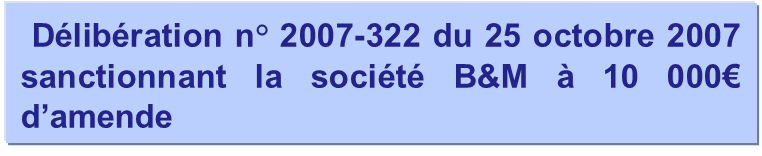 Délibération n° 2007-322 du 25 octobre 2007
sanctionnant la société B&M à 10 000€
d’amende